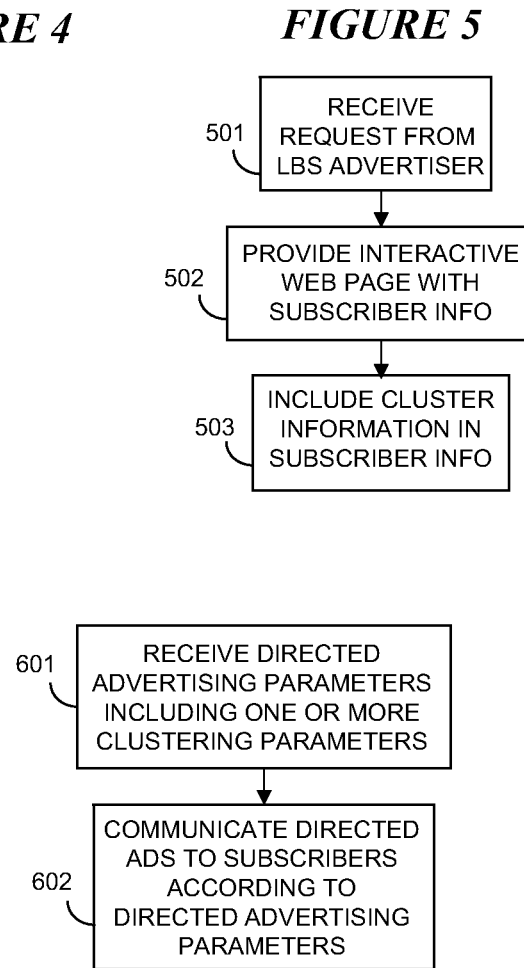 RE 4
FIGURE 5
501
RECEIVE
REQUEST FROM
LBS ADVERTISER
502
PROVIDE INTERACTIVE
WEB PAGE WITH
SUBSCRIBER INFO
503
INCLUDE CLUSTER
INFORMATION IN
SUBSCRIBER INFO
601
RECEIVE DIRECTED
ADVERTISING PARAMETERS
INCLUDING ONE OR MORE
CLUSTERING PARAMETERS
602
COMMUNICATE DIRECTED
ADS TO SUBSCRIBERS
ACCORDING TO
DIRECTED ADVERTISING
PARAMETERS